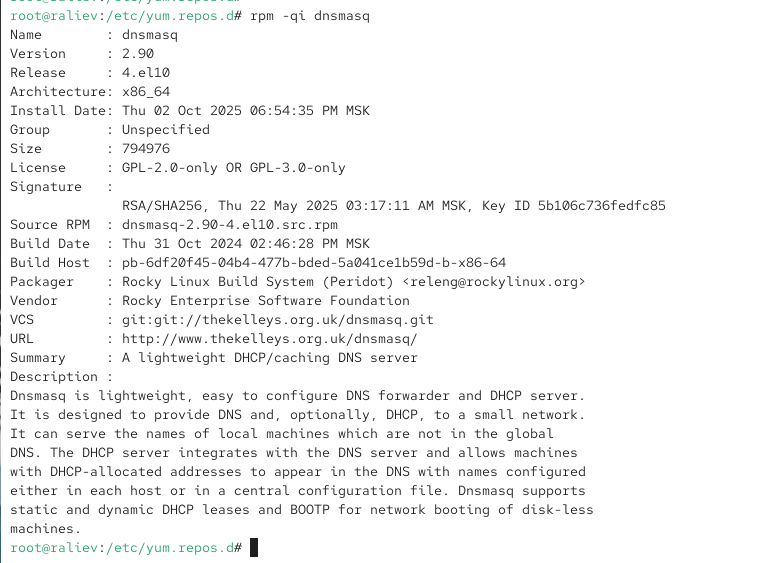 root@raliev:/etc/yum.repos.d# rpm -qi dnsmasq
Name        : dnsmasq
Version     : 2.90
Release     : 4.el10
Architecture: x86_64
Install Date: Thu 02 Oct 2025 06:54:35 PM MSK
Group       : Unspecified
Size        : 794976
License     : GPL-2.0-only OR GPL-3.0-only
Signature   :
              RSA/SHA256, Thu 22 May 2025 03:17:11 AM MSK, Key ID 5b106c736fedfc85
Source RPM  : dnsmasq-2.90-4.el10.src.rpm
Build Date  : Thu 31 Oct 2024 02:46:28 PM MSK
Build Host  : pb-6df20f45-04b4-477b-bded-5a041ce1b59d-b-x86-64
Packager    : Rocky Linux Build System (Peridot) <releng@rockylinux.org>
Vendor      : Rocky Enterprise Software Foundation
VCS         : git:git://thekelleys.org.uk/dnsmasq.git
URL         : http://www.thekelleys.org.uk/dnsmasq/
Summary     : A lightweight DHCP/caching DNS server
Description :
Dnsmasq is lightweight, easy to configure DNS forwarder and DHCP server.
It is designed to provide DNS and, optionally, DHCP, to a small network.
It can serve the names of local machines which are not in the global
DNS. The DHCP server integrates with the DNS server and allows machines
with DHCP-allocated addresses to appear in the DNS with names configured
either in each host or in a central configuration file. Dnsmasq supports
static and dynamic DHCP leases and BOOTP for network booting of disk-less
machines.
root@raliev:/etc/yum.repos.d#